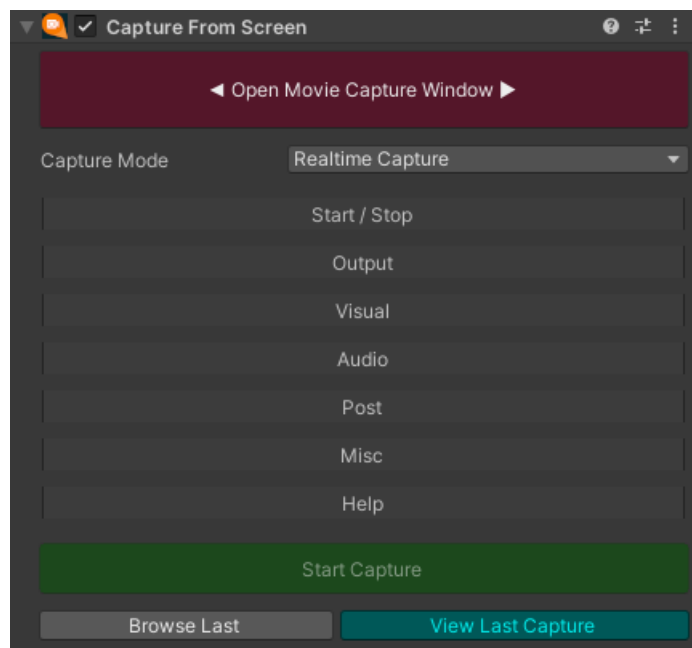 Capture From Screen
◀ Open Movie Capture Window ▶
Capture Mode Realtime Capture
Start / Stop
Output
Visual
Audio
Post
Misc
Help
Start Capture
Browse Last View Last Capture